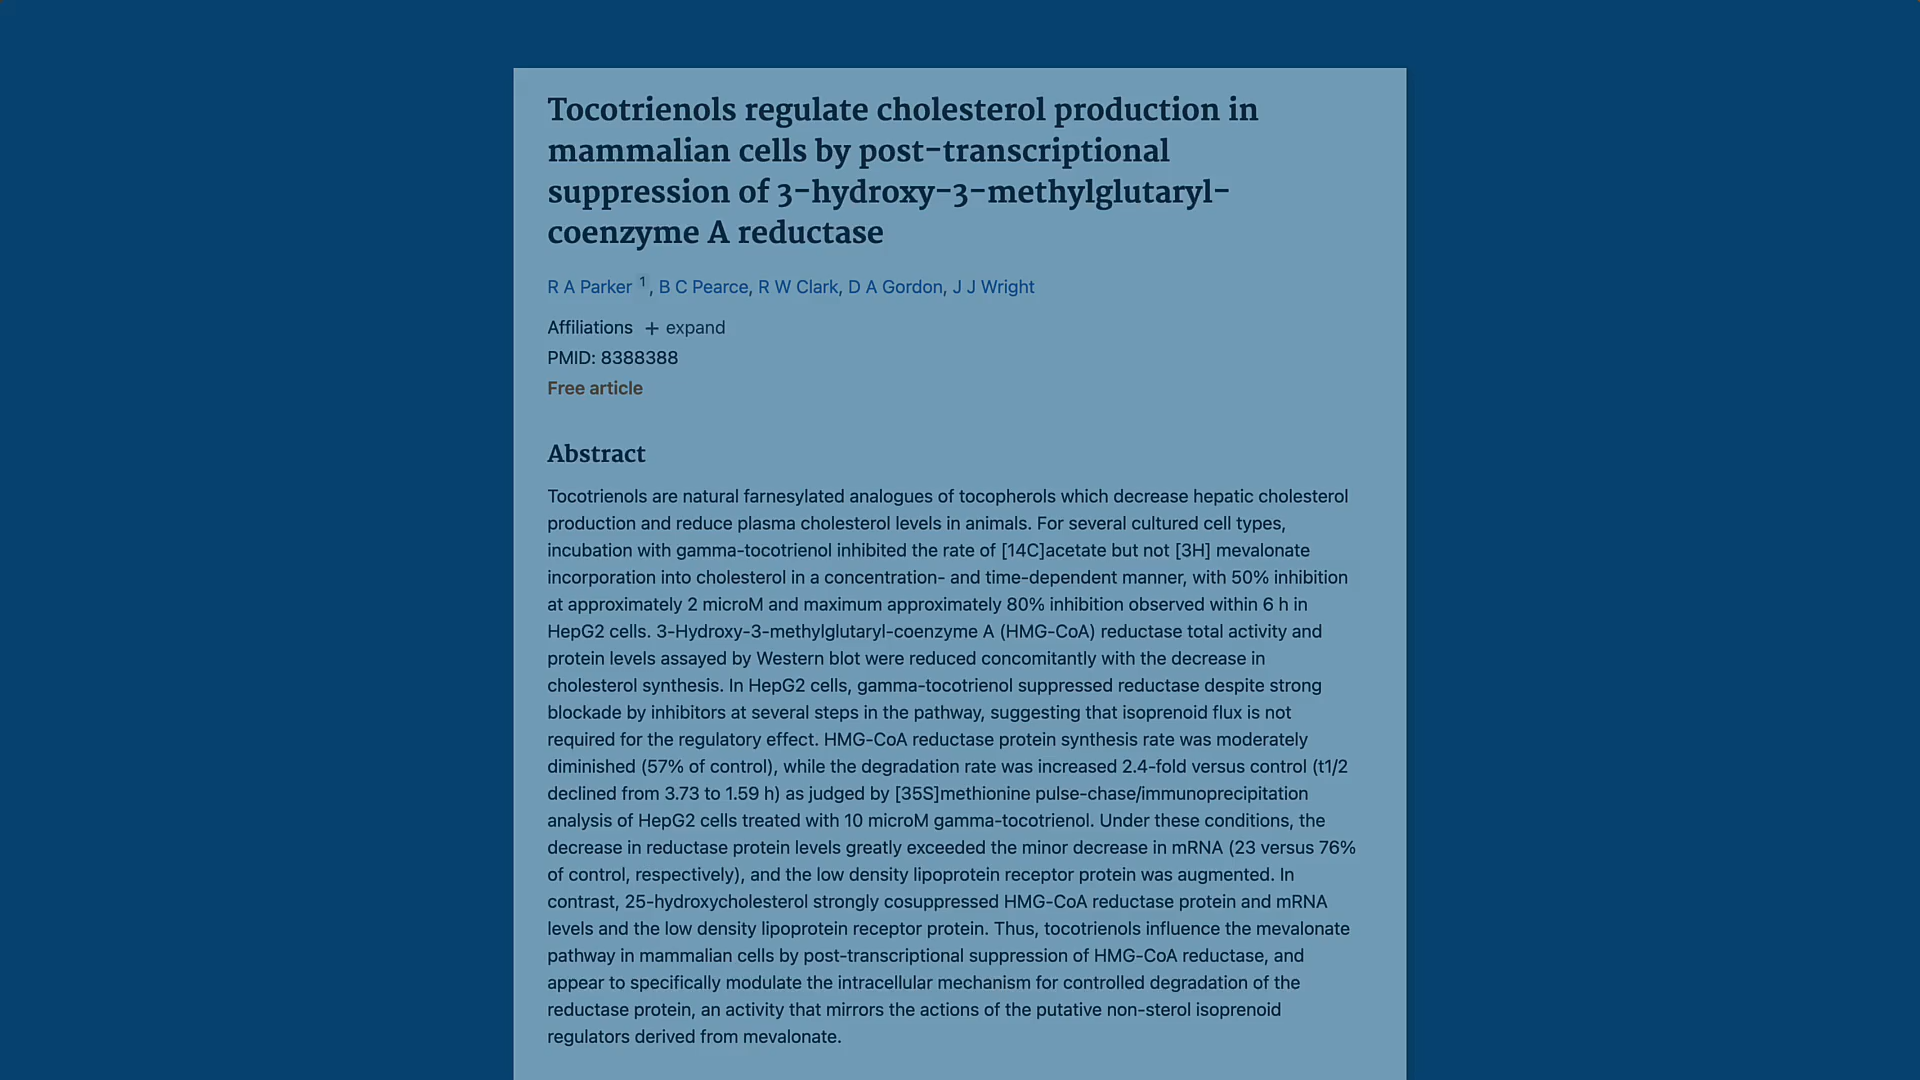 Tocotrienols regulate cholesterol production in
mammalian cells by post-transcriptional
suppression of 3-hydroxy-3-methylglutaryl-
coenzyme A reductase
R A Parker 1, B C Pearce, R W Clark, D A Gordon, J J Wright
Affiliations + expand
PMID: 8388388
Free article
Abstract
Tocotrienols are natural farnesylated analogues of tocopherols which decrease hepatic cholesterol
production and reduce plasma cholesterol levels in animals. For several cultured cell types,
incubation with gamma-tocotrienol inhibited the rate of [14C]acetate but not [3H] mevalonate
incorporation into cholesterol in a concentration- and time-dependent manner, with 50% inhibition
at approximately 2 microM and maximum approximately 80% inhibition observed within 6 h in
HepG2 cells. 3-Hydroxy-3-methylglutaryl-coenzyme A (HMG-CoA) reductase total activity and
protein levels assayed by Western blot were reduced concomitantly with the decrease in
cholesterol synthesis. In HepG2 cells, gamma-tocotrienol suppressed reductase despite strong
blockade by inhibitors at several steps in the pathway, suggesting that isoprenoid flux is not
required for the regulatory effect. HMG-CoA reductase protein synthesis rate was moderately
diminished (57% of control), while the degradation rate was increased 2.4-fold versus control (t1/2
declined from 3.73 to 1.59 h) as judged by [35S]methionine pulse-chase/immunoprecipitation
analysis of HepG2 cells treated with 10 microM gamma-tocotrienol. Under these conditions, the
decrease in reductase protein levels greatly exceeded the minor decrease in mRNA (23 versus 76%
of control, respectively), and the low density lipoprotein receptor protein was augmented. In
contrast, 25-hydroxycholesterol strongly cosuppressed HMG-CoA reductase protein and mRNA
levels and the low density lipoprotein receptor protein. Thus, tocotrienols influence the mevalonate
pathway in mammalian cells by post-transcriptional suppression of HMG-CoA reductase, and
appear to specifically modulate the intracellular mechanism for controlled degradation of the
reductase protein, an activity that mirrors the actions of the putative non-sterol isoprenoid
regulators derived from mevalonate.